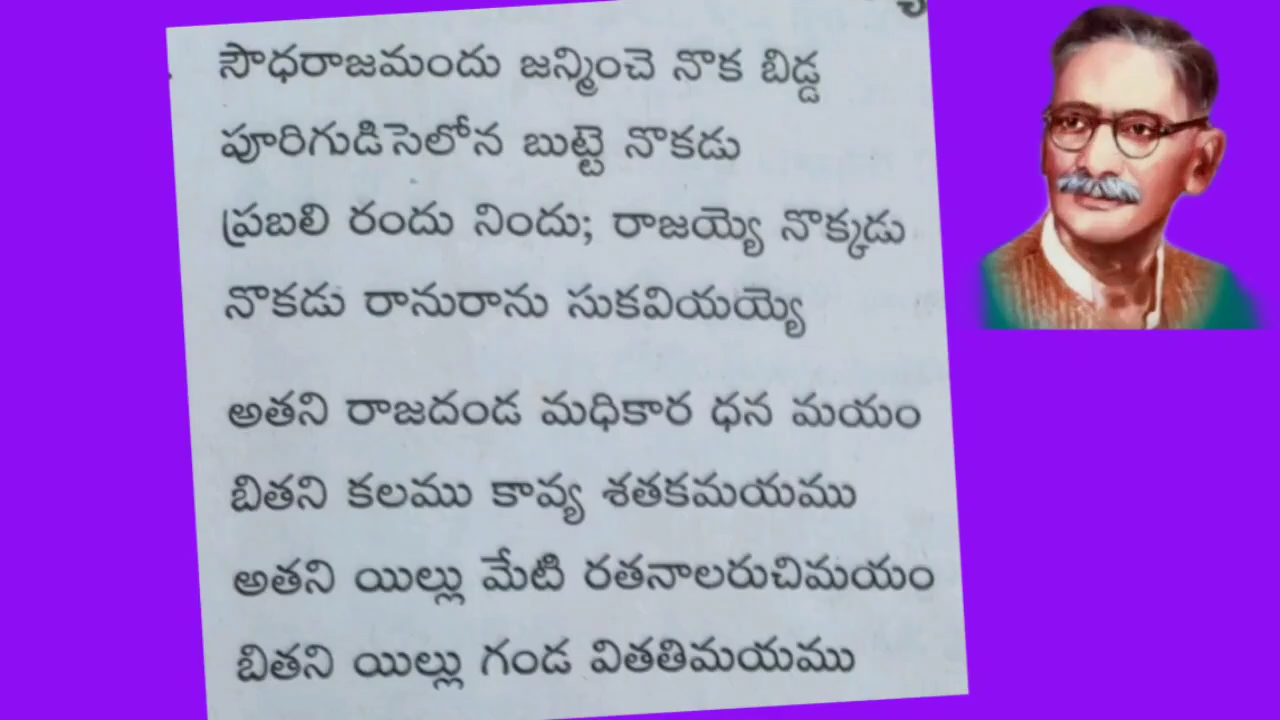 సౌధరాజమందు జన్మించె నొక బిడ్డ
పూరిగుడిసెలోన బుట్టె నొకడు
ప్రబలి రందు నిందు; రాజయ్యె నొక్కడు
నొకడు రానురాను సుకవియయ్యె
అతని రాజదండ మధికార ధన మయం
బితని కలము కావ్య శతకమయము
అతని యిల్లు మేటి రతనాలరుచిమయం
బితని యిల్లు గండ వితతిమయము